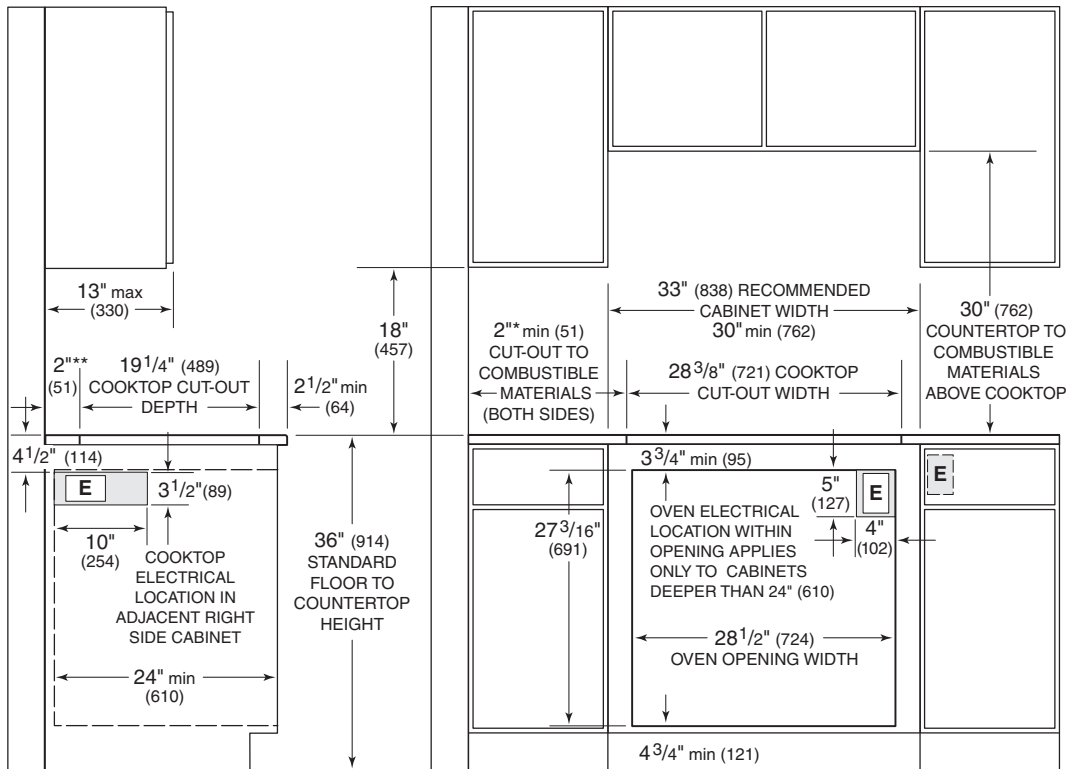 13" max
(330)
2"**
(51)
19 1/4" (489)
COOKTOP CUT-OUT
DEPTH
2 1/2" min
(64)
18"
(457)
4 1/2" (114)
E
3 1/2" (89)
10"
(254)
COOKTOP
ELECTRICAL
LOCATION IN
ADJACENT RIGHT
SIDE CABINET
24" min
(610)
36" (914)
STANDARD
FLOOR TO
COUNTERTOP
HEIGHT
33" (838) RECOMMENDED
CABINET WIDTH
30" min (762)
2"* min (51)
CUT-OUT TO
COMBUSTIBLE
MATERIALS
(BOTH SIDES)
28 3/8" (721) COOKTOP
CUT-OUT WIDTH
30" (762)
COUNTERTOP TO
COMBUSTIBLE
MATERIALS
ABOVE COOKTOP
3 3/4" min (95)
27 3/16"
(691)
OVEN ELECTRICAL
LOCATION WITHIN
OPENING APPLIES
ONLY TO CABINETS
DEEPER THAN 24" (610)
5"
(127)
E
4"
(102)
E
28 1/2" (724)
OVEN OPENING WIDTH
4 3/4" min (121)